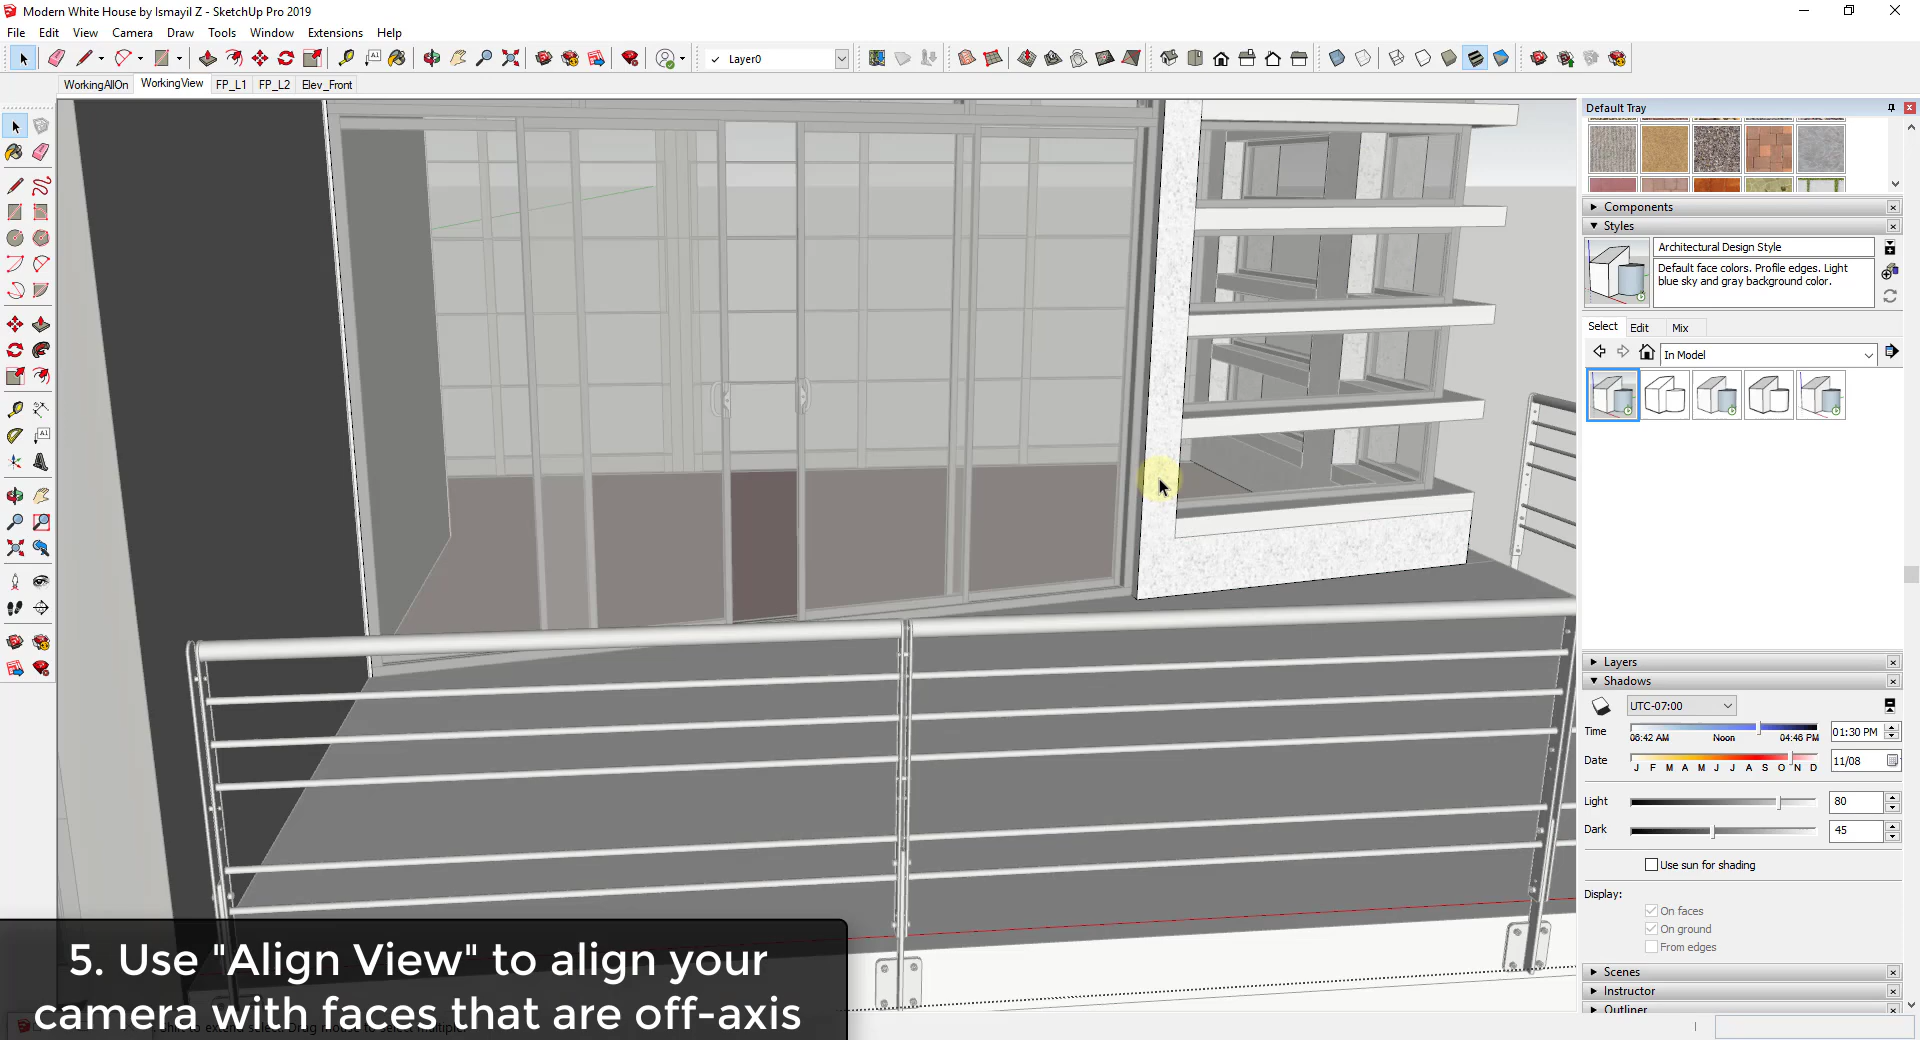 Modern White House by Ismayil Z - SketchUp Pro 2019
File Edit View Camera Draw Tools Window Extensions Help
Layer0
WorkingAllOn WorkingView FP_L1 FP_L2 Elev_Front
Default Tray
Components
Styles
Architectural Design Style
Default face colors. Profile edges. Light
blue sky and gray background color.
Select Edit Mix
In Model
Layers
Shadows
UTC-07:00
Time 06:42 AM Noon 04:46 PM 01:30 PM
Date J F M A M J J A S O N D 11/08
Light 80
Dark 45
Use sun for shading
Display:
On faces
On ground
From edges
Scenes
Instructor
Outliner
5. Use "Align View" to align your
camera with faces that are off-axis